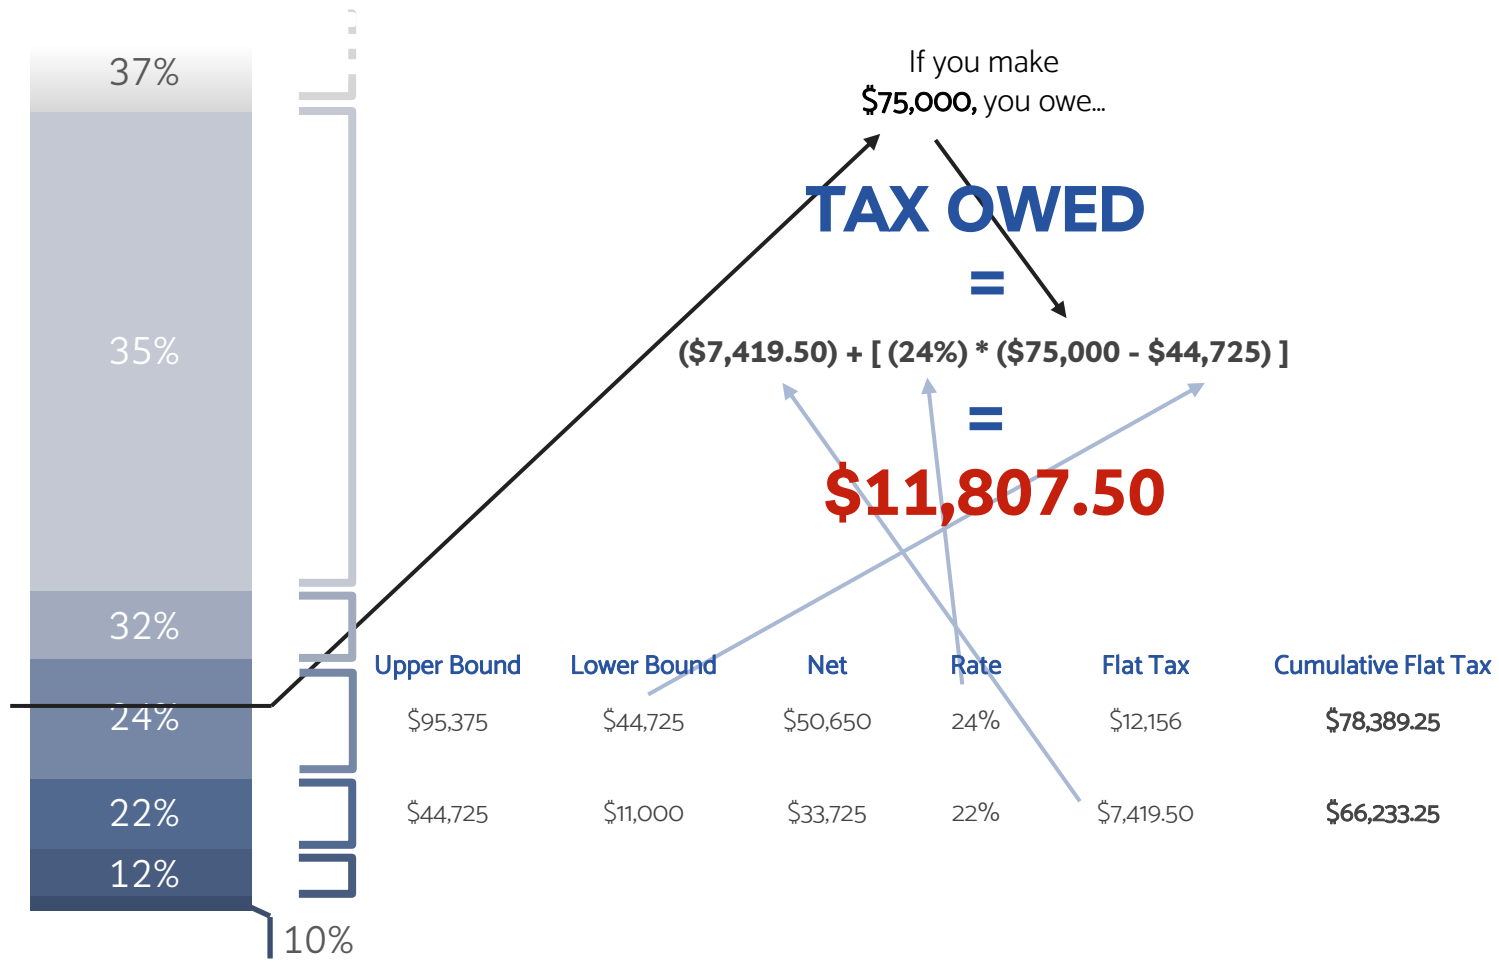 37%
35%
32%
24%
22%
12%
10%
If you make
$75,000, you owe...
TAX OWED
=
($7,419.50) + [ (24%) * ($75,000 - $44,725) ]
=
$11,807.50
Upper Bound Lower Bound Net Rate Flat Tax Cumulative Flat Tax
$95,375 $44,725 $50,650 24% $12,156 $78,389.25
$44,725 $11,000 $33,725 22% $7,419.50 $66,233.25